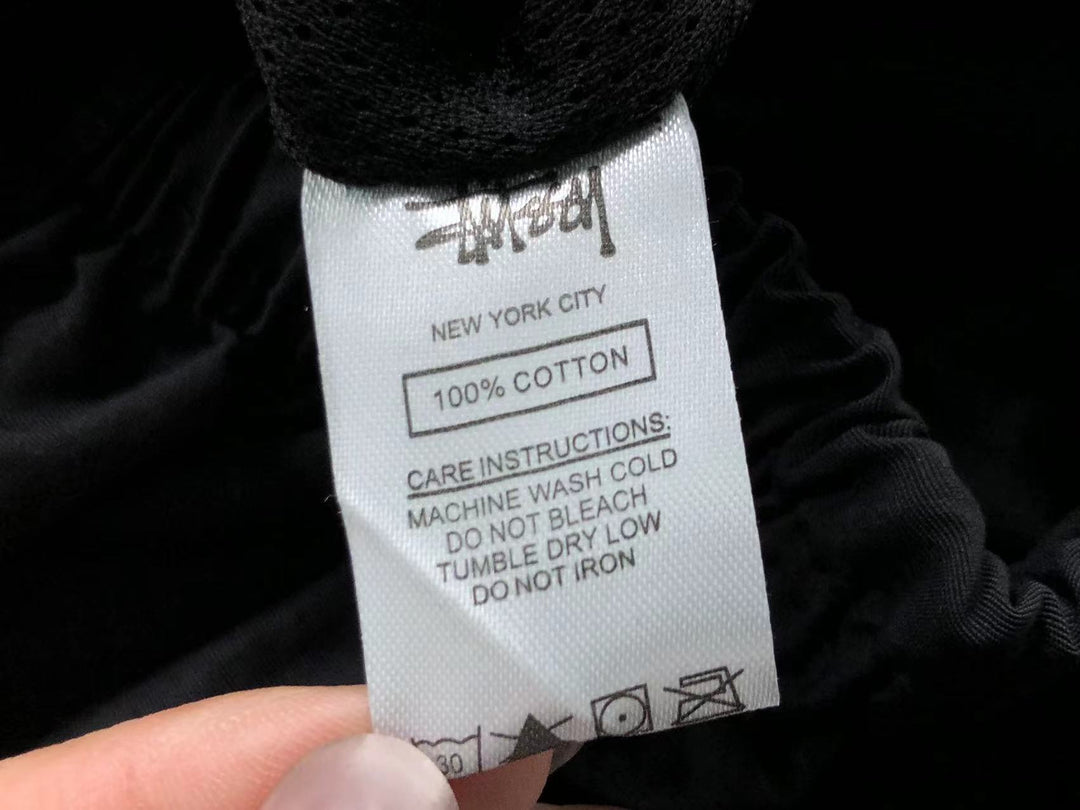 Stüssy
NEW YORK CITY
100% COTTON
CARE INSTRUCTIONS:
MACHINE WASH COLD
DO NOT BLEACH
TUMBLE DRY LOW
DO NOT IRON
30